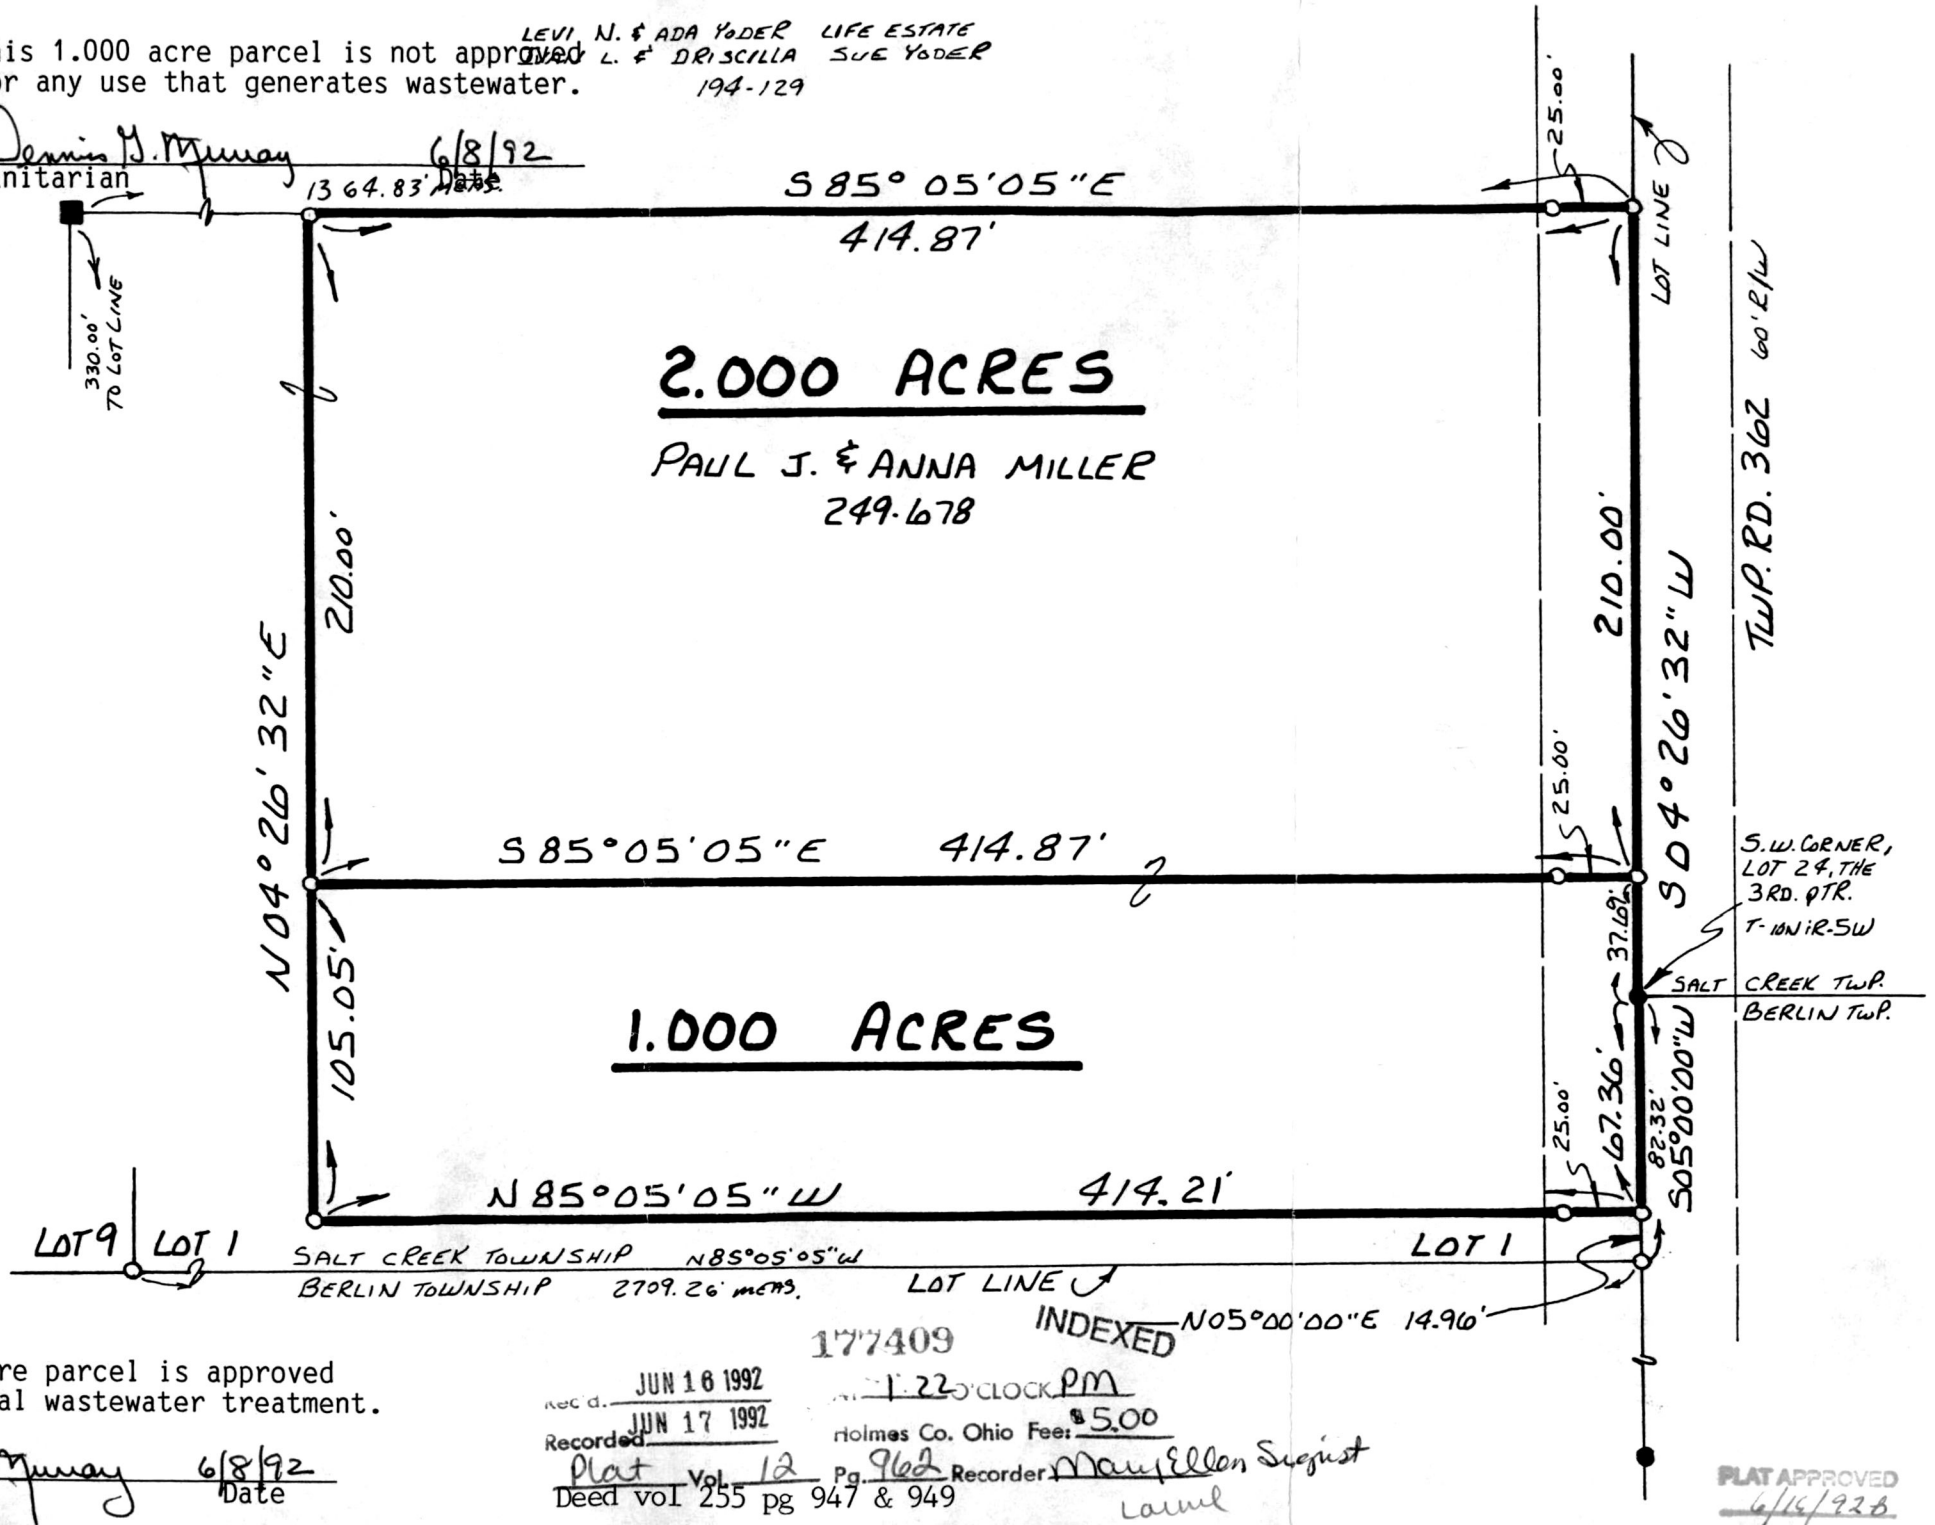 is 1.000 acre parcel is not approved
r any use that generates wastewater.
LEVI N. & ADA YODER LIFE ESTATE
L. & DRISCILLA SUE YODER
194-129
Dennis G. Murray 6/8/92
nitarian Date
1364.83' MEAS.
S 85° 05' 05" E
414.87'
25.00'
LOT LINE
330.00'
TO LOT LINE
2.000 ACRES
PAUL J. & ANNA MILLER
249-678
TWP. RD. 362 60' R/W
210.00'
210.00'
N 04° 26' 32" E
S 04° 26' 32" W
S 85° 05' 05" E 414.87'
25.00'
37.69'
S.W. CORNER,
LOT 24, THE
3RD. QTR.
T-10N; R-5W
SALT CREEK TWP.
BERLIN TWP.
105.05'
1.000 ACRES
67.36'
82.32'
S05°00'00"W
25.00'
N 85° 05' 05" W 414.21'
LOT 9 LOT 1
SALT CREEK TOWNSHIP N85°05'05"W
LOT 1
BERLIN TOWNSHIP 2709.26 MEAS.
LOT LINE
N05°00'00"E 14.96'
INDEXED
177409
re parcel is approved
al wastewater treatment.
Rec'd. JUN 16 1992 1:22 O'CLOCK PM
Recorded JUN 17 1992 Holmes Co. Ohio Fee: $5.00
Plat Vol. 12 Pg. 962 Recorder Mary Ellen
Deed vol 255 pg 947 & 949
Murray 6/8/92
Date
PLAT APPROVED